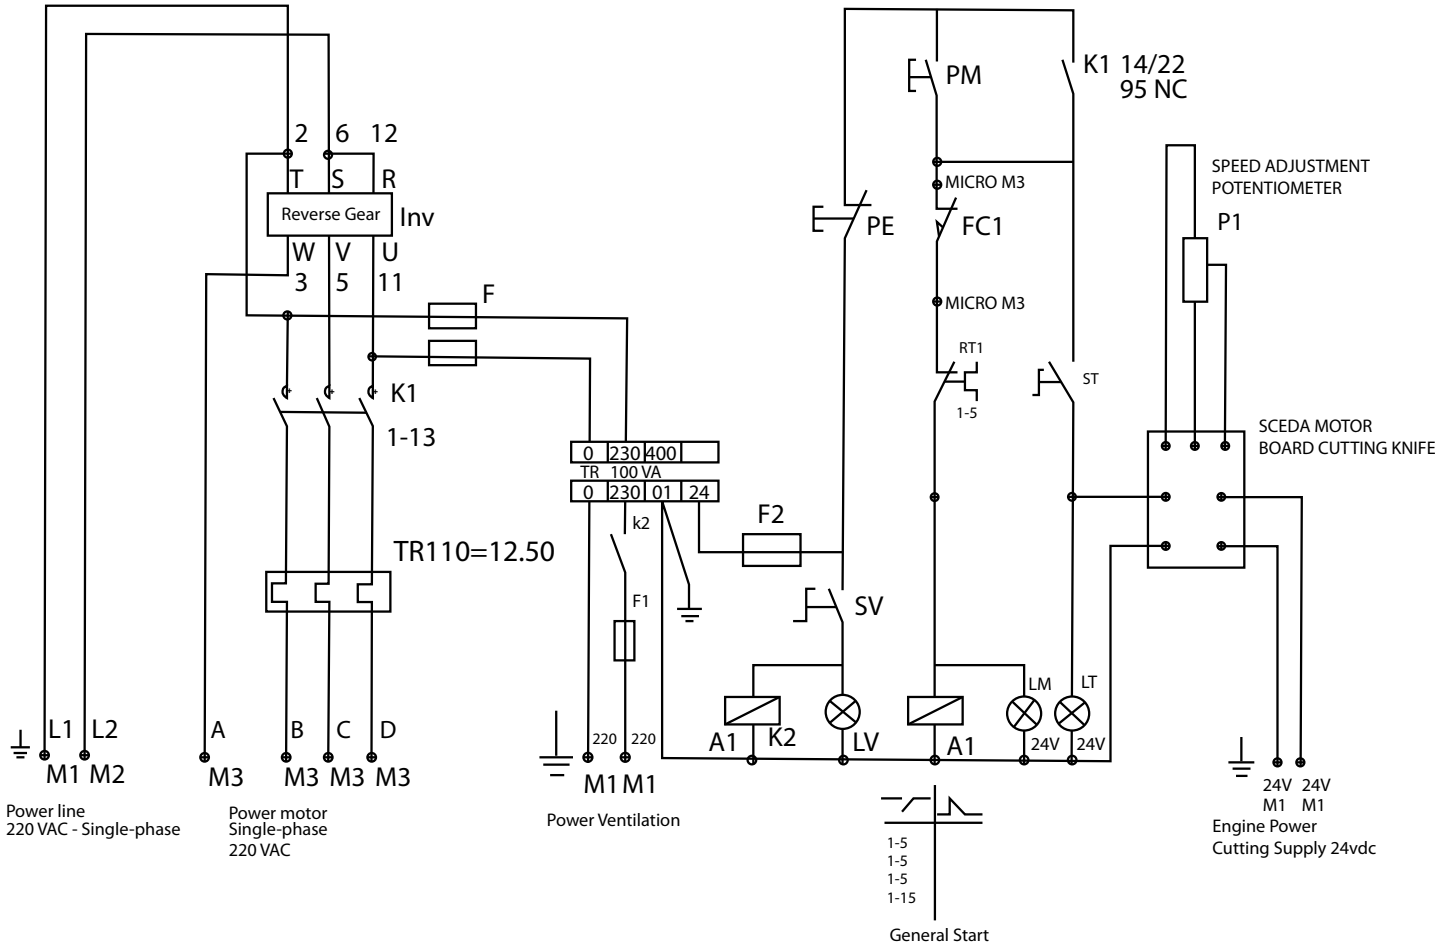 K1 14/22
95 NC
PM
2 6 12
T S R
Reverse Gear
Inv
W V U
3 5 11
MICRO M3
SPEED ADJUSTMENT
POTENTIOMETER
P1
PE
FC1
F
MICRO M3
RT1
1-5
ST
K1
1-13
SCEDA MOTOR
BOARD CUTTING KNIFE
0 230 400
TR 100 VA
0 230 01 24
k2
F2
TR110=12.50
F1
SV
LM
LT
L1 L2
A B C D
220 220
A1 K2 LV
A1
24V 24V
M1 M2
M3 M3 M3 M3
M1 M1
24V 24V
M1 M1
Power line
220 VAC - Single-phase
Power motor
Single-phase
220 VAC
Power Ventilation
Engine Power
Cutting Supply 24vdc
1-5
1-5
1-5
1-15
General Start